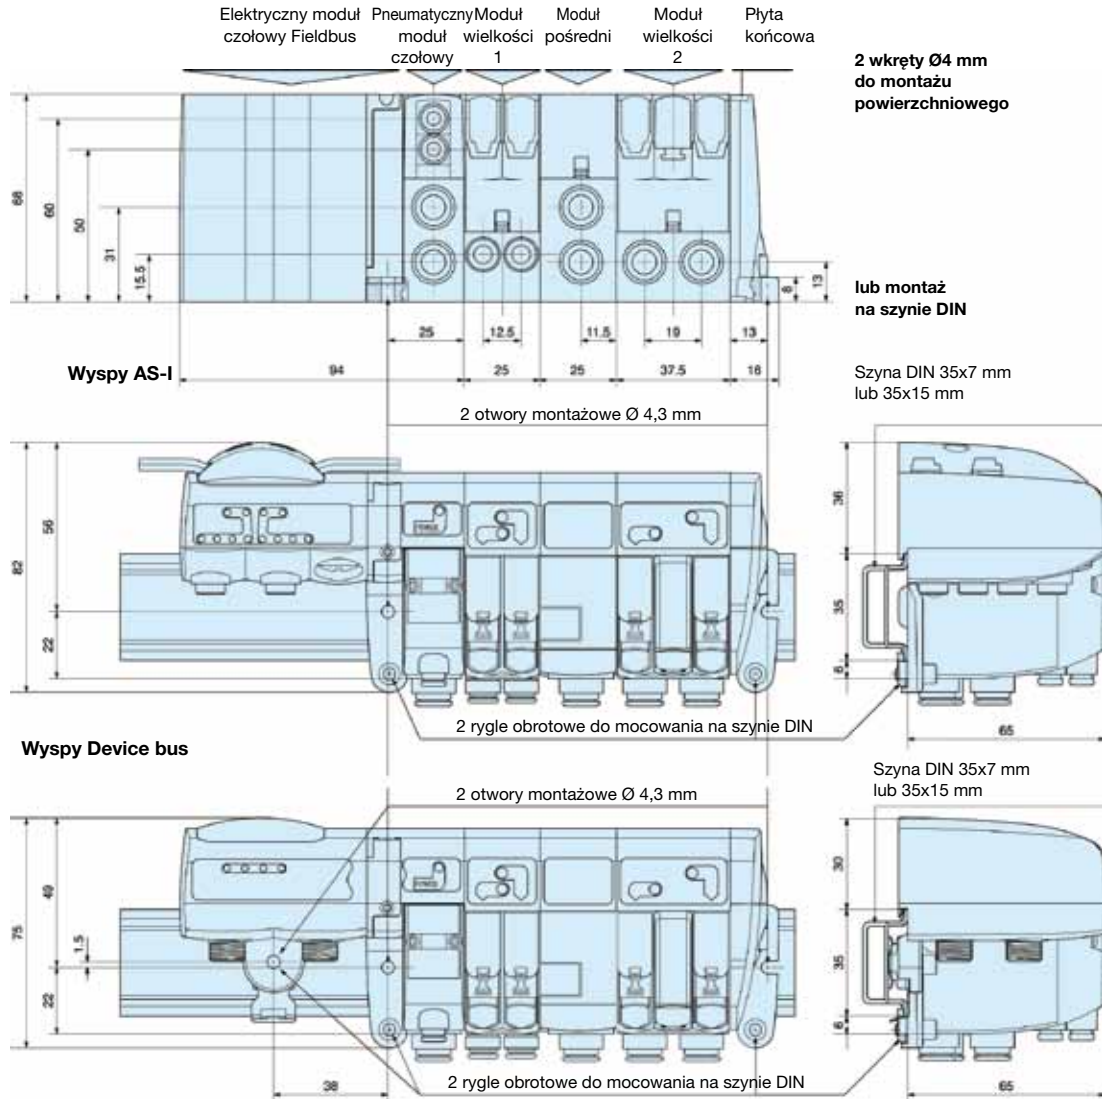 Elektryczny moduł
czołowy Fieldbus
Pneumatyczny
moduł
czołowy
Moduł
wielkości
1
Moduł
pośredni
Moduł
wielkości
2
Płyta
końcowa
2 wkręty Ø4 mm
do montażu
powierzchniowego
68
60
50
31
15.5
8
13
lub montaż
na szynie DIN
25
12.5
11.5
19
13
Wyspy AS-I
94
25
25
37.5
16
Szyna DIN 35x7 mm
lub 35x15 mm
2 otwory montażowe Ø 4,3 mm
82
56
22
36
35
6
2 rygle obrotowe do mocowania na szynie DIN
65
Wyspy Device bus
Szyna DIN 35x7 mm
lub 35x15 mm
2 otwory montażowe Ø 4,3 mm
75
49
1.5
22
30
35
6
38
2 rygle obrotowe do mocowania na szynie DIN
65